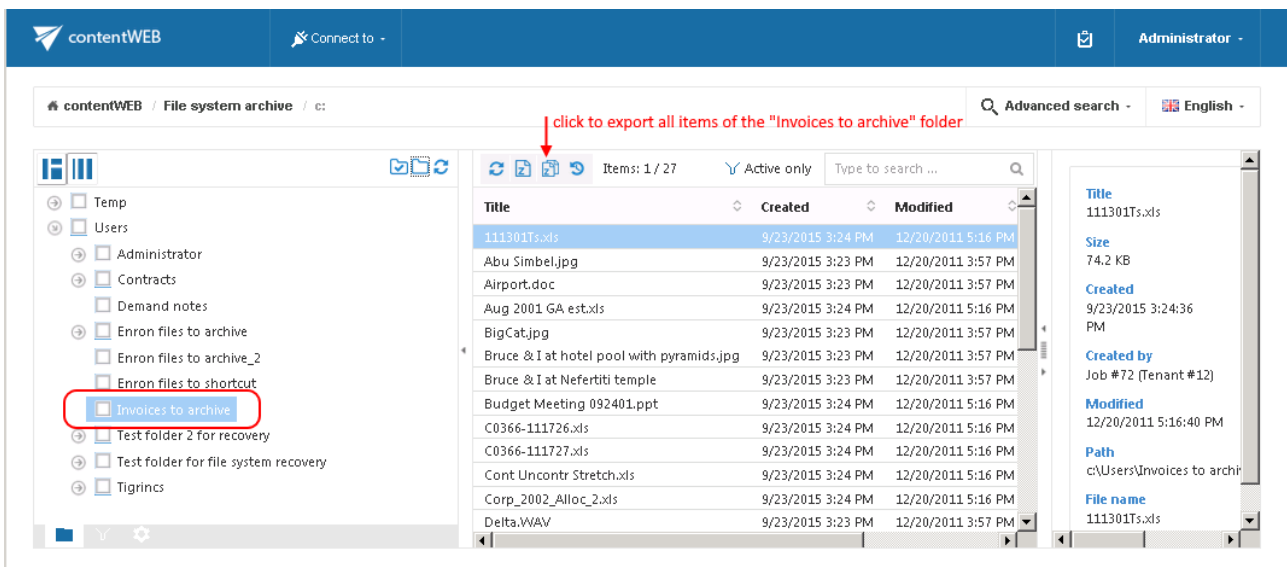 contentWEB
Connect to
Administrator
contentWEB / File system archive / c:
Advanced search
English
click to export all items of the "Invoices to archive" folder
Items: 1 / 27
Active only
Type to search ...
Temp
Users
Administrator
Contracts
Demand notes
Enron files to archive
Enron files to archive_2
Enron files to shortcut
Invoices to archive
Test folder 2 for recovery
Test folder for file system recovery
Tigrincs
Title Created Modified
111301Ts.xls 9/23/2015 3:24 PM 12/20/2011 5:16 PM
Abu Simbel.jpg 9/23/2015 3:23 PM 12/20/2011 3:57 PM
Airport.doc 9/23/2015 3:23 PM 12/20/2011 3:57 PM
Aug 2001 GA est.xls 9/23/2015 3:24 PM 12/20/2011 5:16 PM
BigCat.jpg 9/23/2015 3:23 PM 12/20/2011 3:57 PM
Bruce & I at hotel pool with pyramids.jpg 9/23/2015 3:23 PM 12/20/2011 3:57 PM
Bruce & I at Nefertiti temple 9/23/2015 3:23 PM 12/20/2011 3:57 PM
Budget Meeting 092401.ppt 9/23/2015 3:24 PM 12/20/2011 3:57 PM
C0366-111726.xls 9/23/2015 3:24 PM 12/20/2011 5:16 PM
C0366-111727.xls 9/23/2015 3:24 PM 12/20/2011 5:16 PM
Cont Uncontr Stretch.xls 9/23/2015 3:24 PM 12/20/2011 5:16 PM
Corp_2002_Alloc_2.xls 9/23/2015 3:24 PM 12/20/2011 5:16 PM
Delta.WAV 9/23/2015 3:23 PM 12/20/2011 3:57 PM
Title
111301Ts.xls
Size
74.2 KB
Created
9/23/2015 3:24:36
PM
Created by
Job #72 (Tenant #12)
Modified
12/20/2011 5:16:40 PM
Path
c:\Users\Invoices to archi
File name
111301Ts.xls